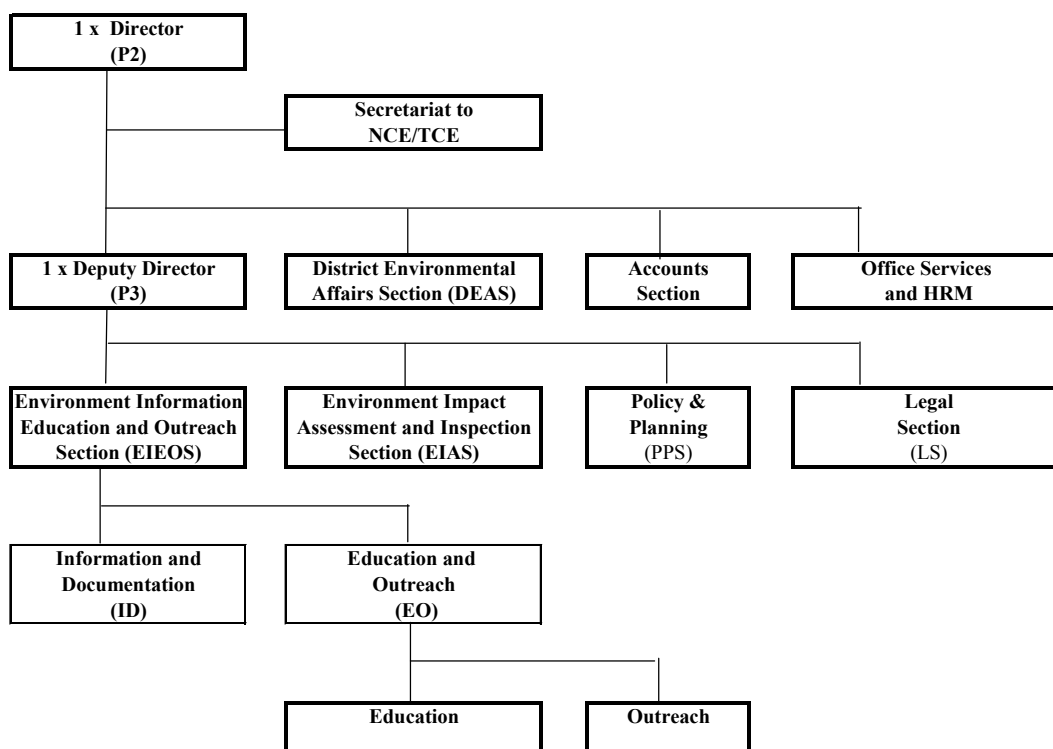 1 x Director
(P2)
Secretariat to
NCE/TCE
1 x Deputy Director
(P3)
District Environmental
Affairs Section (DEAS)
Accounts
Section
Office Services
and HRM
Environment Information
Education and Outreach
Section (EIEOS)
Environment Impact
Assessment and Inspection
Section (EIAS)
Policy &
Planning
(PPS)
Legal
Section
(LS)
Information and
Documentation
(ID)
Education and
Outreach
(EO)
Education
Outreach